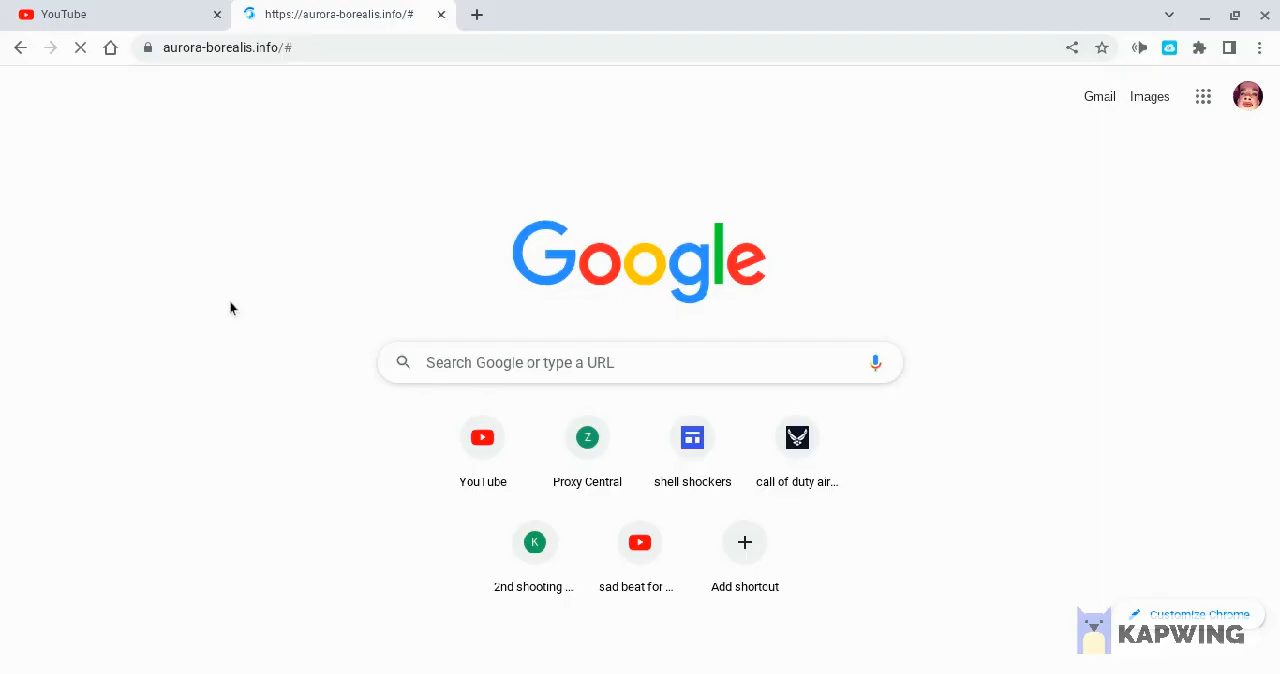 YouTube
https://aurora-borealis.info/#
aurora-borealis.info/#
Gmail Images
Google
Search Google or type a URL
YouTube Proxy Central shell shockers call of duty air...
Z
K
2nd shooting ... sad beat for ... Add shortcut
Customize Chrome
KAPWING